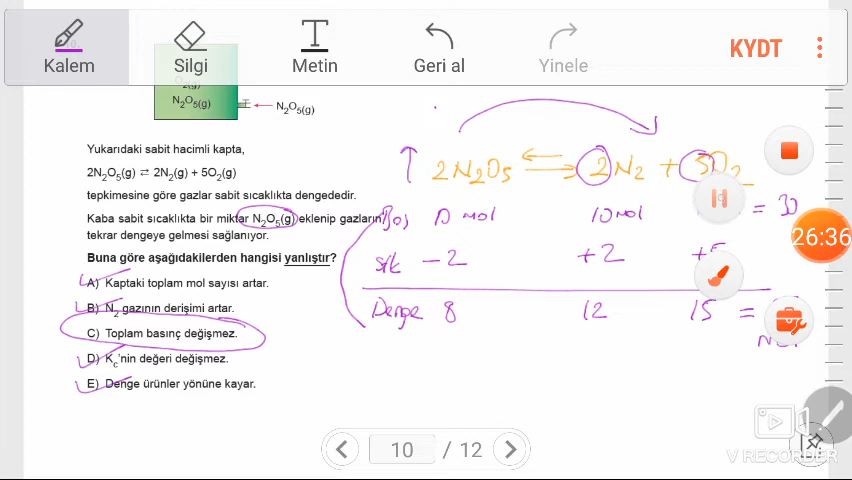 Kalem
Silgi
Metin
Geri al
Yinele
KYDT
O₂(g)
N₂O₅(g)
N₂O₅(g)
Yukarıdaki sabit hacimli kapta,
2N₂O₅(g) ⇄ 2N₂(g) + 5O₂(g)
tepkimesine göre gazlar sabit sıcaklıkta dengededir.
Kaba sabit sıcaklıkta bir miktar N₂O₅(g) eklenip gazların
tekrar dengeye gelmesi sağlanıyor.
Buna göre aşağıdakilerden hangisi yanlıştır?
A) Kaptaki toplam mol sayısı artar.
B) N₂ gazının derişimi artar.
C) Toplam basınç değişmez.
D) K꜀'nin değeri değişmez.
E) Denge ürünler yönüne kayar.
↑ 2N₂O₅ ⇄ 2N₂ + 5O₂
10 mol 10 mol = 30
-2 +2 +5
Denge 8 12 15 =
26:36
10 / 12
V RECORDER